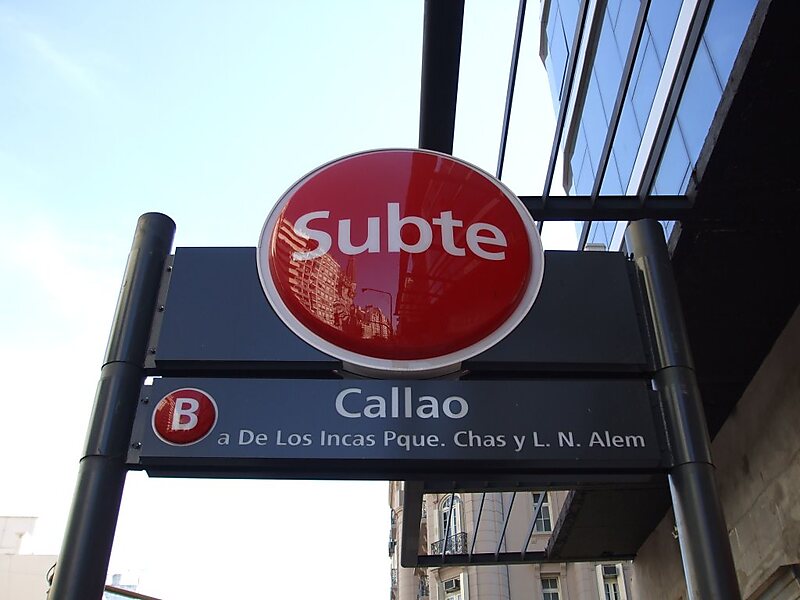 Subte
B
Callao
a De Los Incas Pque. Chas y L. N. Alem